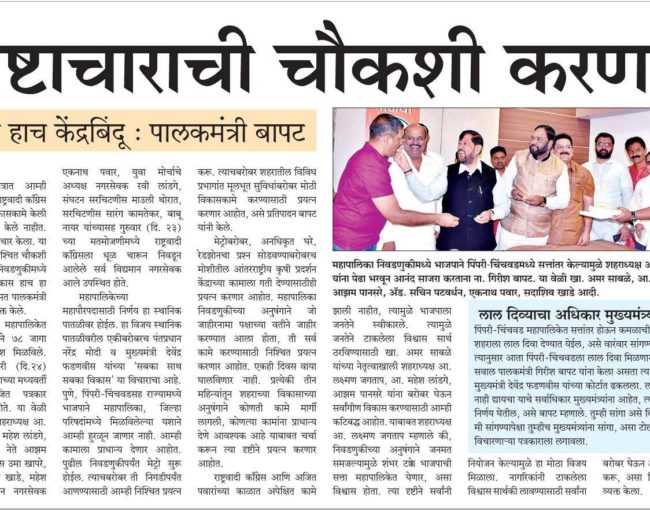 ष्टाचाराची चौकशी करण
हाच केंद्रबिंदू : पालकमंत्री बापट
त्रात आम्ही
राष्ट्रवादी काँग्रेस
कासकामे केली
केले नाहीत.
चार केला. या
निश्चित चौकशी
निवडणुकीमध्ये
कास हाच हा
त पालकमंत्री
व्यक्त केले.
महापालिकेत
ने ७८ जागा
श मिळविले.
री (दि.२४)
च्या मध्यवर्ती
जित पत्रकार
होते. या वेळी
क्ष आ.
महेश लांडगे,
नेते आझम
स उमा खापरे,
खाडे, महेश
नगरसेवक
एकनाथ पवार, युवा मोर्चाचे
अध्यक्ष नगरसेवक रवी लांडगे,
संघटन सरचिटणीस माऊली थोरात,
सरचिटणीस सारंग कामतेकर, बाबू
नायर यांच्यासह गुरुवार (दि. २३)
च्या मतमोजणीमध्ये राष्ट्रवादी
काँग्रेसला धूळ चारून निवडून
आलेले सर्व विद्यमान नगरसेवक
आले उपस्थित होते.
महापालिकेच्या
महापौरपदासाठी निर्णय हा स्थानिक
पातळीवर होईल. हा विजय स्थानिक
पातळीवरील एकीबरोबरच पंतप्रधान
नरेंद्र मोदी व मुख्यमंत्री देवेंद्र
फडणवीस यांच्या 'सबका साथ
सबका विकास' या विचाराचा आहे.
पुणे, पिंपरी-चिंचवडसह राज्यामध्ये
भाजपाने महापालिका, जिल्हा
परिषदांमध्ये मिळविलेल्या यशाने
आम्ही हुरळून जाणार नाही. आम्ही
कामाला प्राधान्य देणार आहोत.
पुढील निवडणुकीपर्यंत मेट्रो सुरू
होईल. त्याचबरोबर ती निगडीपर्यंत
आणण्यासाठी आम्ही निश्चित प्रयत्न
करू. त्याचबरोबर शहरातील विविध
प्रभागांत मूलभूत सुविधांबरोबर मोठी
विकासकामे करण्यासाठी प्रयत्न
करणार आहोत, असे प्रतिपादन बापट
यांनी केले.
मेट्रोबरोबर, अनधिकृत घरे,
रेडझोनचा प्रश्न सोडवण्याबरोबरच
मोशीतील आंतरराष्ट्रीय कृषी प्रदर्शन
केंद्राच्या कामाला गती देण्यासाठीही
प्रयत्न करणार आहोत. महापालिका
निवडणुकीच्या अनुषंगाने जो
जाहीरनामा पक्षाच्या वतीने जाहीर
करण्यात आला होता, ती सर्व
कामे करण्यासाठी निश्चित प्रयत्न
करणार आहोत. एकही दिवस वाया
घालविणार नाही. प्रत्येकी तीन
महिन्यांतून शहराच्या विकासाच्या
अनुषंगाने कोणती कामे मार्गी
लागली, कोणत्या कामांना प्राधान्य
देणे आवश्यक आहे याबाबत चर्चा
करून त्या दृष्टीने प्रयत्न करणार
आहोत.
राष्ट्रवादी काँग्रेस आणि अजित
पवारांच्या काळात अपेक्षित कामे
महापालिका निवडणुकीमध्ये भाजपाने पिंपरी-चिंचवडमध्ये सत्तांतर केल्यामुळे शहराध्यक्ष अ
यांना पेढा भरवून आनंद साजरा करताना ना. गिरीश बापट. या वेळी खा. अमर साबळे, आ.
आझम पानसरे, अ‍ॅड. सचिन पटवर्धन, एकनाथ पवार, सदाशिव खाडे आदी.
झाली नाहीत, त्यामुळे भाजपाला
जनतेने स्वीकारले. त्यामुळे
जनतेने टाकलेला विश्वास सार्थ
ठरविण्यासाठी खा. अमर साबळे
यांच्या नेतृत्वाखाली शहराध्यक्ष आ.
लक्ष्मण जगताप, आ. महेश लांडगे,
आझम पानसरे यांना बरोबर घेऊन
सर्वांगीण विकास करण्यासाठी आम्ही
कटिबद्ध आहोत. याबाबत शहराध्यक्ष
आ. लक्ष्मण जगताप म्हणाले की,
निवडणुकीच्या अनुषंगाने जनमत
समजल्यामुळे शंभर टक्के भाजपाची
सत्ता महापालिकेत येणार, असा
विश्वास होता. त्या दृष्टीने सर्वांनी
लाल दिव्याचा अधिकार मुख्यमंत्र
पिंपरी-चिंचवड महापालिकेत सत्तांतर होऊन कमळाची
शहराला लाल दिवा देण्यात येईल, असे वारंवार सांगण
त्यानुसार आता पिंपरी-चिंचवडला लाल दिवा मिळणार
सवाल पालकमंत्री गिरीश बापट यांना केला असता त्य
मुख्यमंत्री देवेंद्र फडणवीस यांच्या कोर्टात ढकलला. ल
नाही द्यायचा याचे सर्वाधिकार मुख्यमंत्र्यांना आहेत, त्य
निर्णय घेतील, असे बापट म्हणाले. तुम्ही सांगा असे वि
मी सांगण्यापेक्षा तुम्हीच मुख्यमंत्र्यांना सांगा, असा टोल
विचारणाऱ्या पत्रकाराला लगावला.
नियोजन केल्यामुळे हा मोठा विजय
मिळाला. नागरिकांनी टाकलेला
विश्वास सार्थकी लावण्यासाठी सर्वांना
बरोबर घेऊन अ
करू, असा वि
व्यक्त केला.